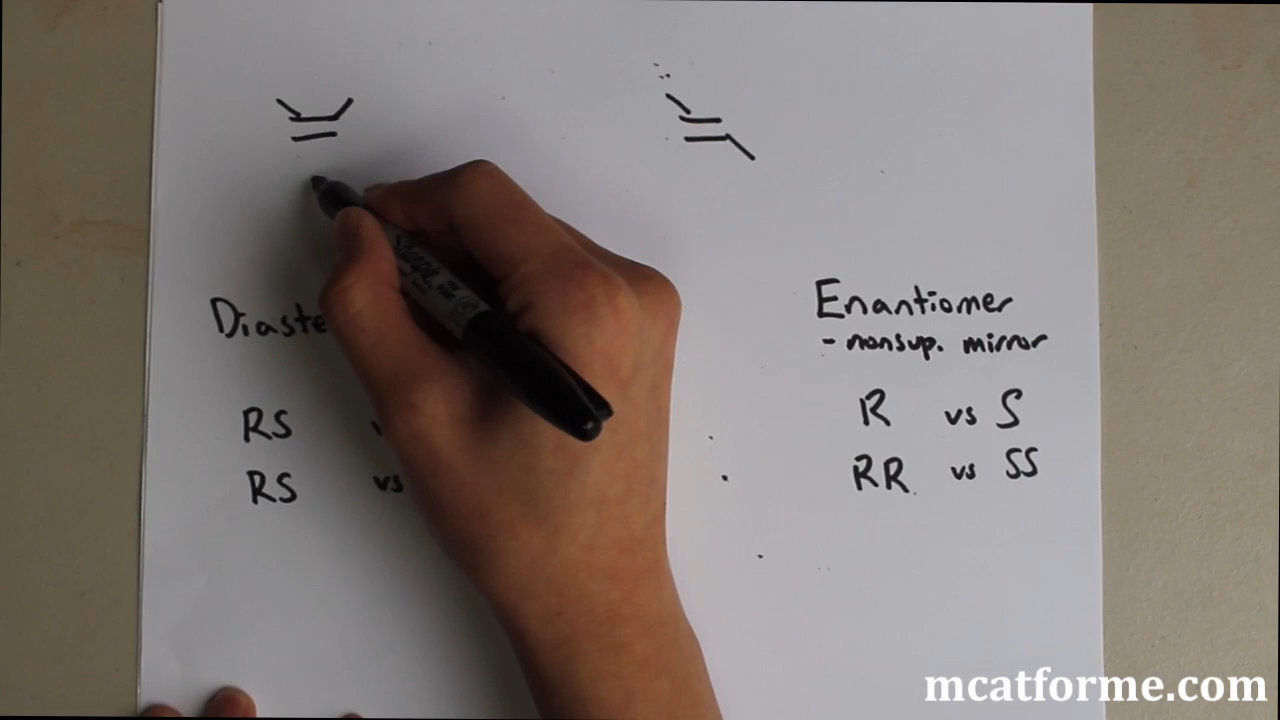 Diaste
Enantiomer
- nonsup. mirror
RS
R vs S
RS vs
RR vs SS
mcatforme.com